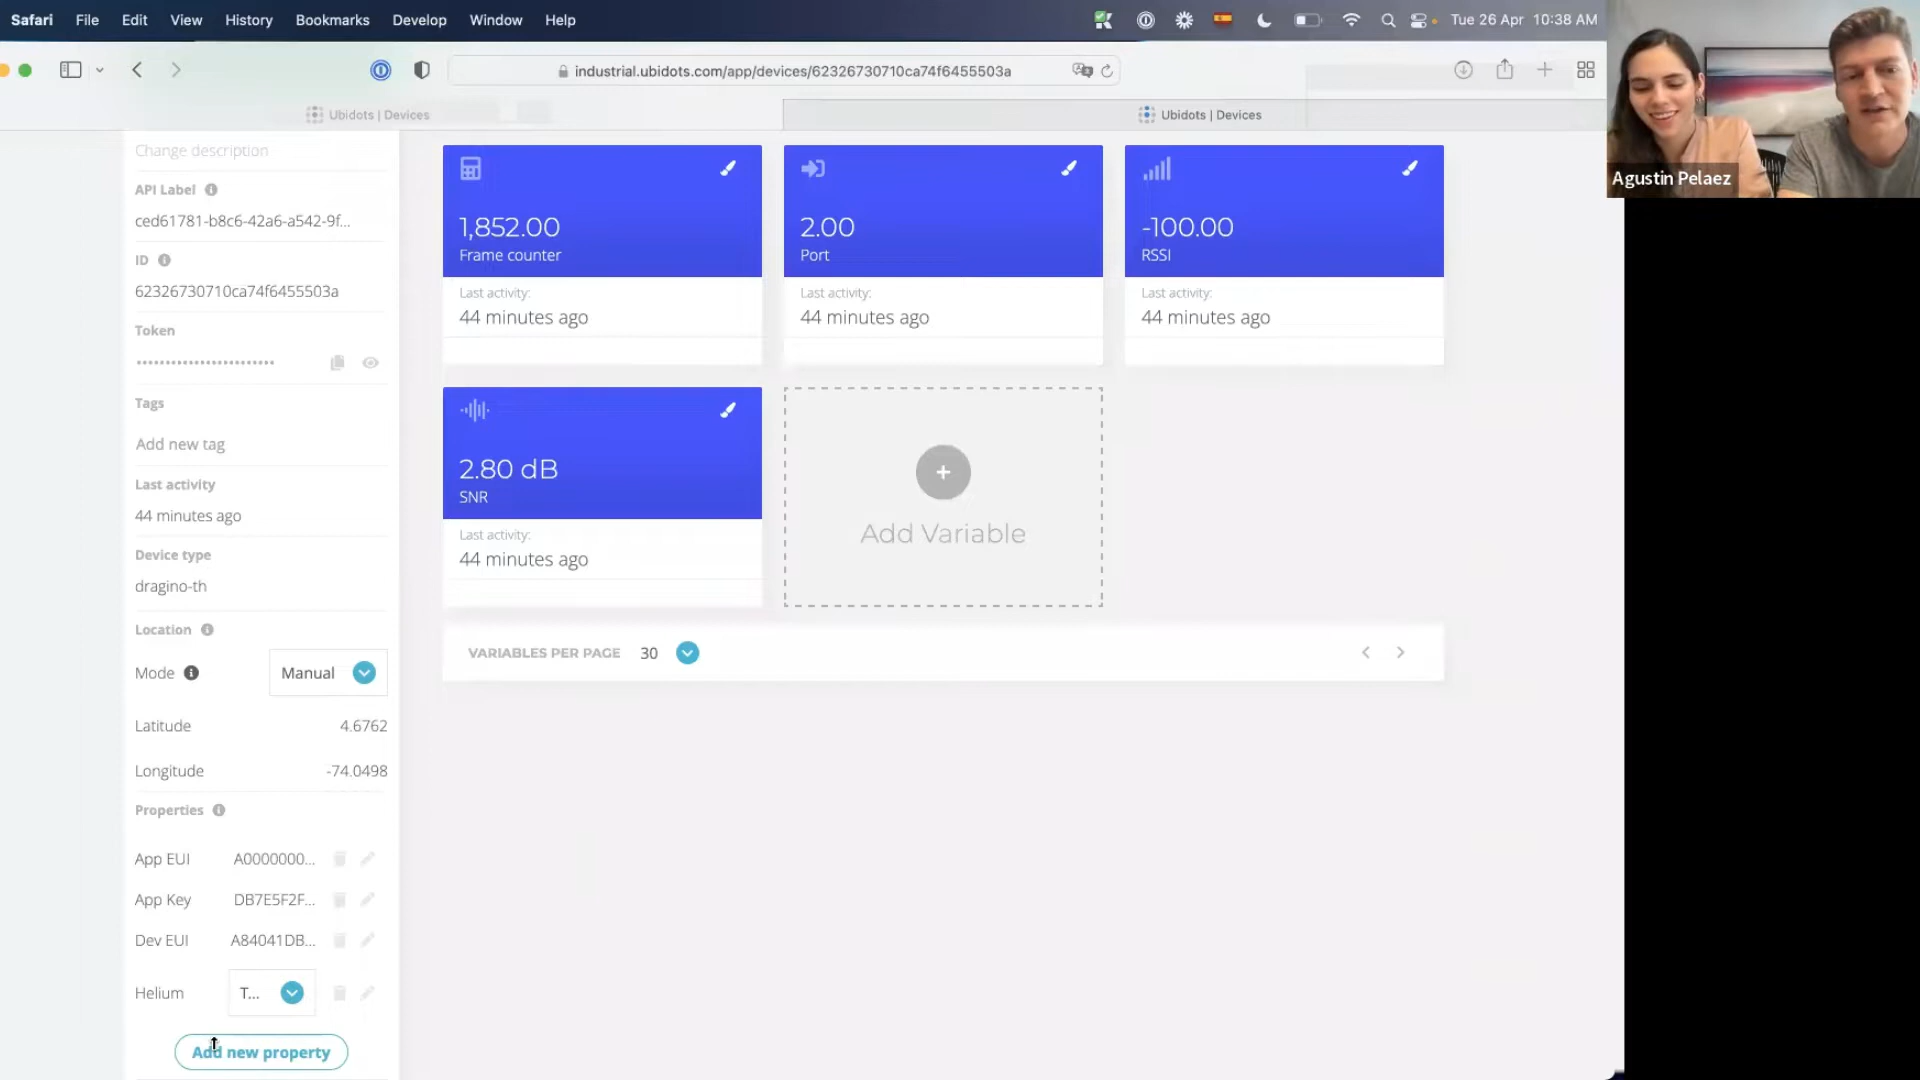 Safari File Edit View History Bookmarks Develop Window Help
Tue 26 Apr 10:38 AM
industrial.ubidots.com/app/devices/62326730710ca74f6455503a
Ubidots | Devices
Ubidots | Devices
Agustin Pelaez
Change description
API Label
ced61781-b8c6-42a6-a542-9f...
ID
62326730710ca74f6455503a
Token
Tags
Add new tag
Last activity
44 minutes ago
Device type
dragino-th
Location
Mode
Manual
Latitude 4.6762
Longitude -74.0498
Properties
App EUI A0000000...
App Key DB7E5F2F...
Dev EUI A84041DB...
Helium T...
Add new property
1,852.00
Frame counter
Last activity:
44 minutes ago
2.00
Port
Last activity:
44 minutes ago
-100.00
RSSI
Last activity:
44 minutes ago
2.80 dB
SNR
Last activity:
44 minutes ago
+
Add Variable
VARIABLES PER PAGE 30